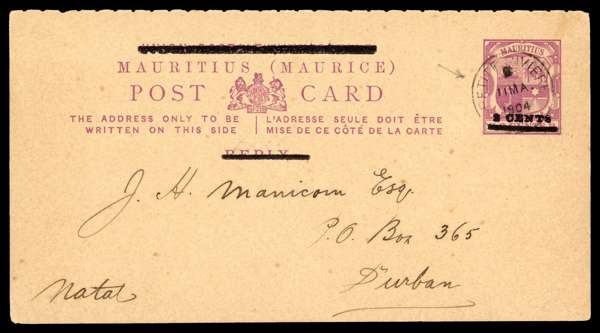 MAURITIUS (MAURICE)
POST CARD
THE ADDRESS ONLY TO BE
WRITTEN ON THIS SIDE
L'ADRESSE SEULE DOIT ÊTRE
MISE DE CE CÔTÉ DE LA CARTE
REPLY
MAURITIUS
1904
2 CENTS
J. H. Manicom Esq.
P.O. Box 365
Durban
Natal